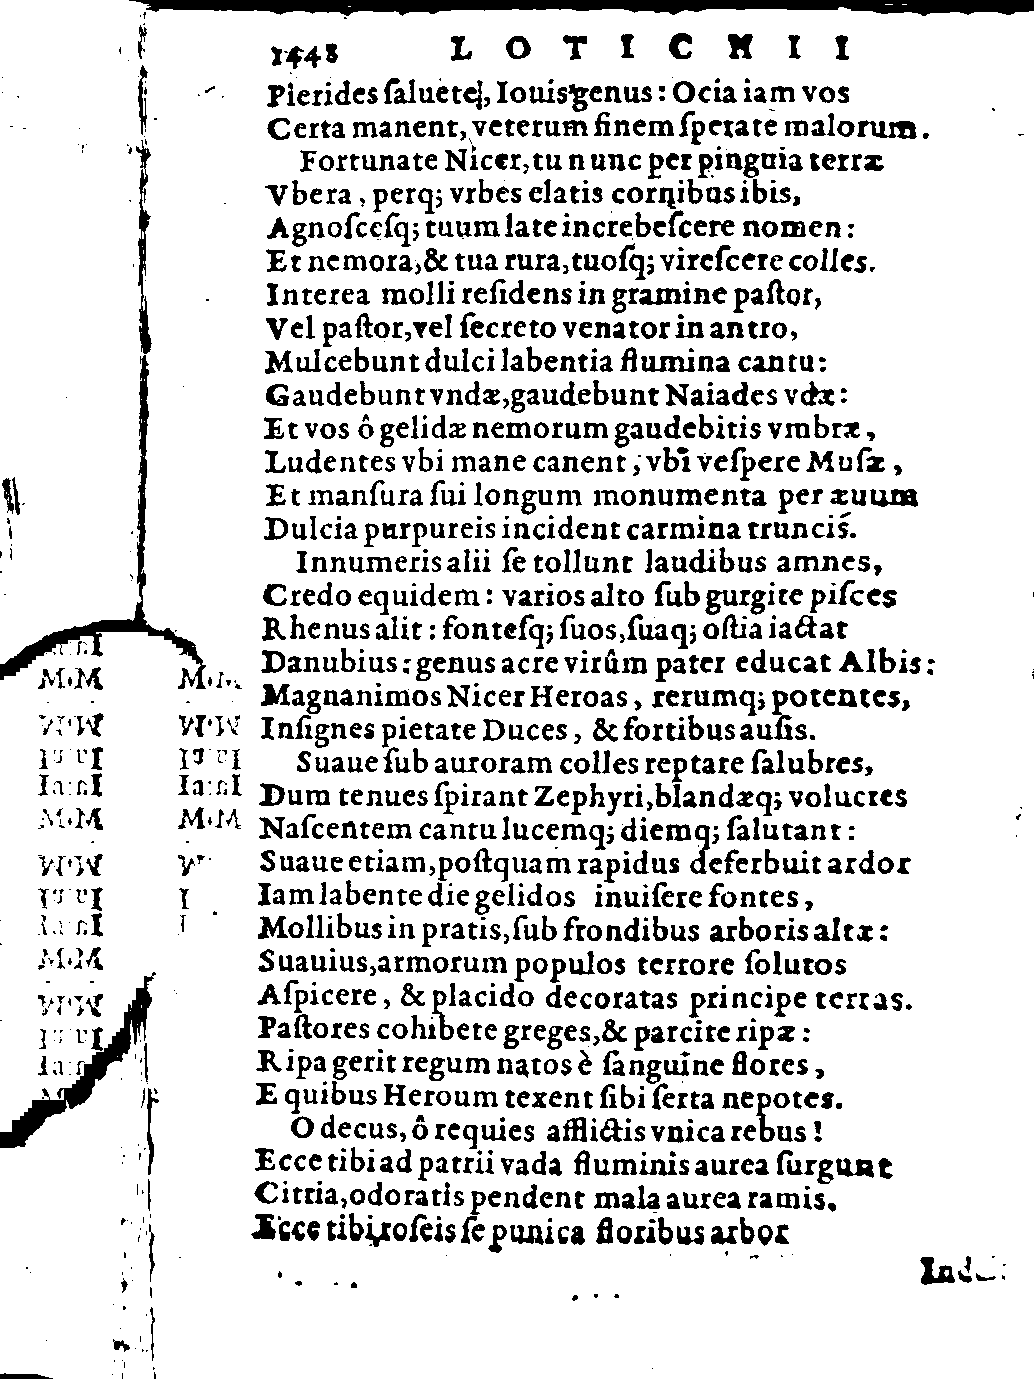 1448 LOTICHII
Pierides ſaluete, Iouis genus: Ocia iam vos
Certa manent, veterum finem ſperate malorum.
Fortunate Nicer, tu nunc per pinguia terræ
Vbera, perq; vrbes elatis cornibus ibis,
Agnoſceſq; tuum late increbeſcere nomen:
Et nemora, & tua rura, tuoſq; vireſcere colles.
Interea molli reſidens in gramine paſtor,
Vel paſtor, vel ſecreto venator in antro,
Mulcebunt dulci labentia flumina cantu:
Gaudebunt vndæ, gaudebunt Naiades vdæ:
Et vos ô gelidæ nemorum gaudebitis vmbræ,
Ludentes vbi mane canent, vbi veſpere Muſæ,
Et manſura ſui longum monumenta per æuum
Dulcia purpureis incident carmina truncis.
Innumeris alii ſe tollunt laudibus amnes,
Credo equidem: varios alto ſub gurgite piſces
Rhenus alit: fonteſq; ſuos, ſuaq; oſtia iactat
Danubius: genus acre virûm pater educat Albis:
Magnanimos Nicer Heroas, rerumq; potentes,
Inſignes pietate Duces, & fortibus auſis.
Suaue ſub auroram colles reptare ſalubres,
Dum tenues ſpirant Zephyri, blandæq; volucres
Naſcentem cantu lucemq; diemq; ſalutant:
Suaue etiam, poſtquam rapidus deferbuit ardor
Iam labente die gelidos inuiſere fontes,
Mollibus in pratis, ſub frondibus arboris altæ:
Suauius, armorum populos terrore ſolutos
Aſpicere, & placido decoratas principe terras.
Paſtores cohibete greges, & parcite ripæ:
Ripa gerit regum natos è ſanguine flores,
E quibus Heroum texent ſibi ſerta nepotes.
O decus, ô requies afflictis vnica rebus!
Ecce tibi ad patrii vada fluminis aurea ſurgunt
Citria, odoratis pendent mala aurea ramis.
Ecce tibi roſeis ſe punica floribus arbor